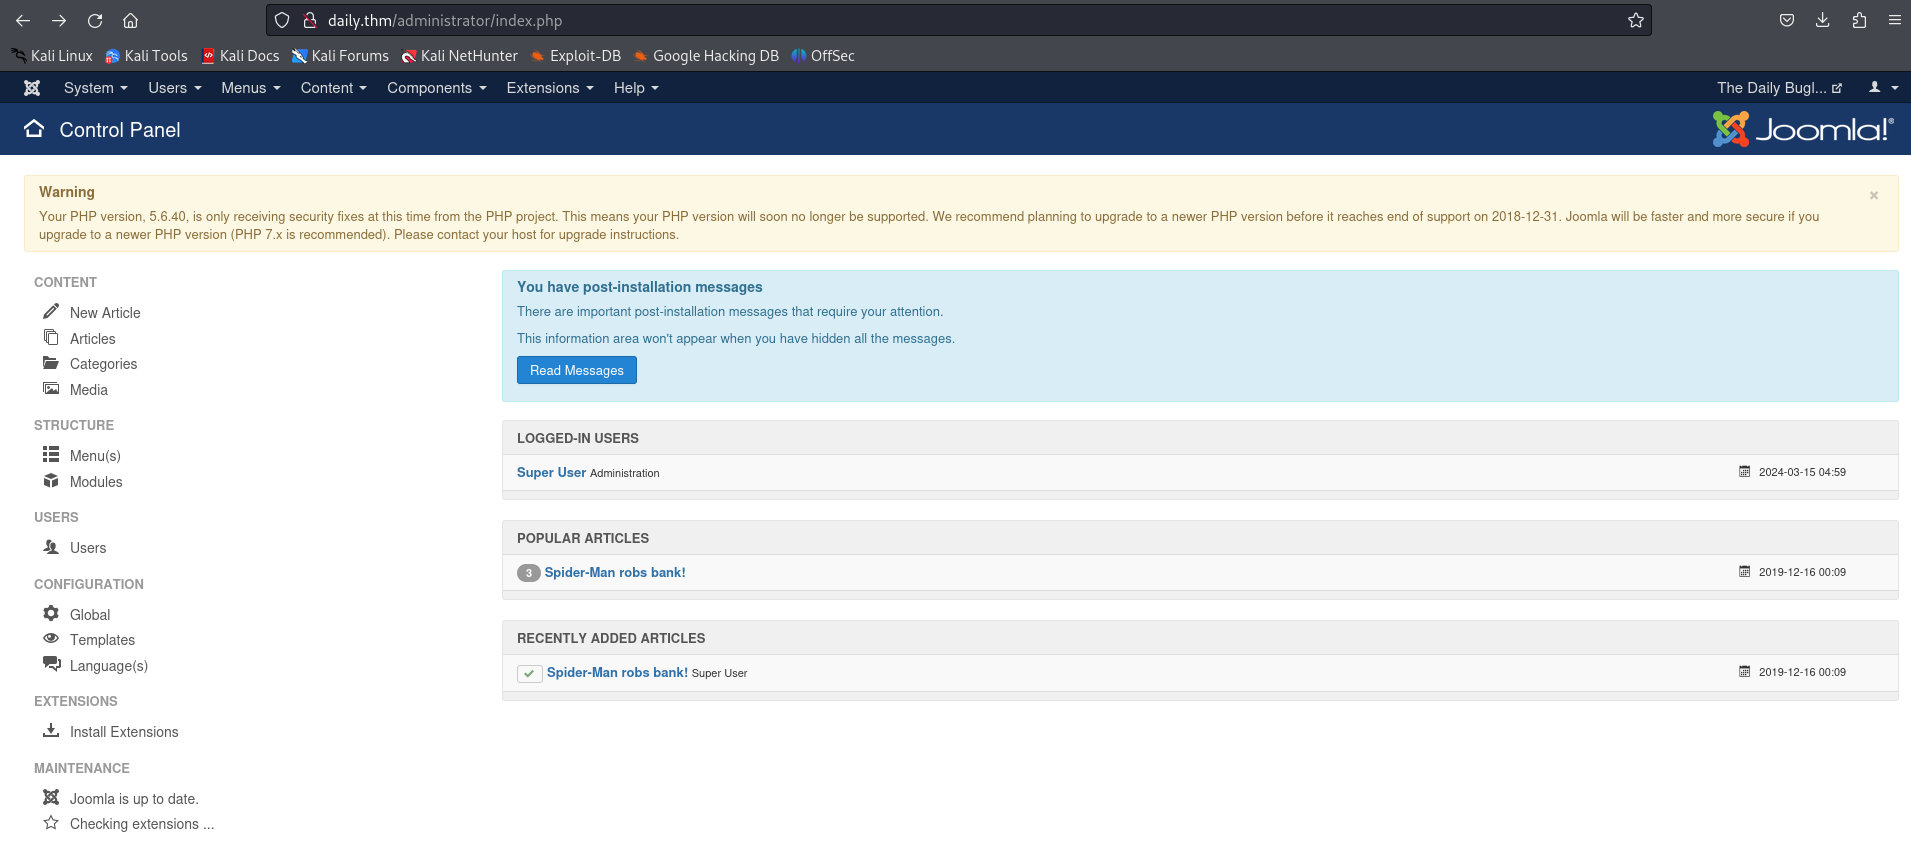 daily.thm/administrator/index.php
Kali Linux Kali Tools Kali Docs Kali Forums Kali NetHunter Exploit-DB Google Hacking DB OffSec
System Users Menus Content Components Extensions Help The Daily Bugl...
Control Panel Joomla!®
Warning ×
Your PHP version, 5.6.40, is only receiving security fixes at this time from the PHP project. This means your PHP version will soon no longer be supported. We recommend planning to upgrade to a newer PHP version before it reaches end of support on 2018-12-31. Joomla will be faster and more secure if you
upgrade to a newer PHP version (PHP 7.x is recommended). Please contact your host for upgrade instructions.
CONTENT
New Article
Articles
Categories
Media
STRUCTURE
Menu(s)
Modules
USERS
Users
CONFIGURATION
Global
Templates
Language(s)
EXTENSIONS
Install Extensions
MAINTENANCE
Joomla is up to date.
Checking extensions ...
You have post-installation messages
There are important post-installation messages that require your attention.
This information area won't appear when you have hidden all the messages.
Read Messages
LOGGED-IN USERS
Super User Administration 2024-03-15 04:59
POPULAR ARTICLES
3 Spider-Man robs bank! 2019-12-16 00:09
RECENTLY ADDED ARTICLES
Spider-Man robs bank! Super User 2019-12-16 00:09